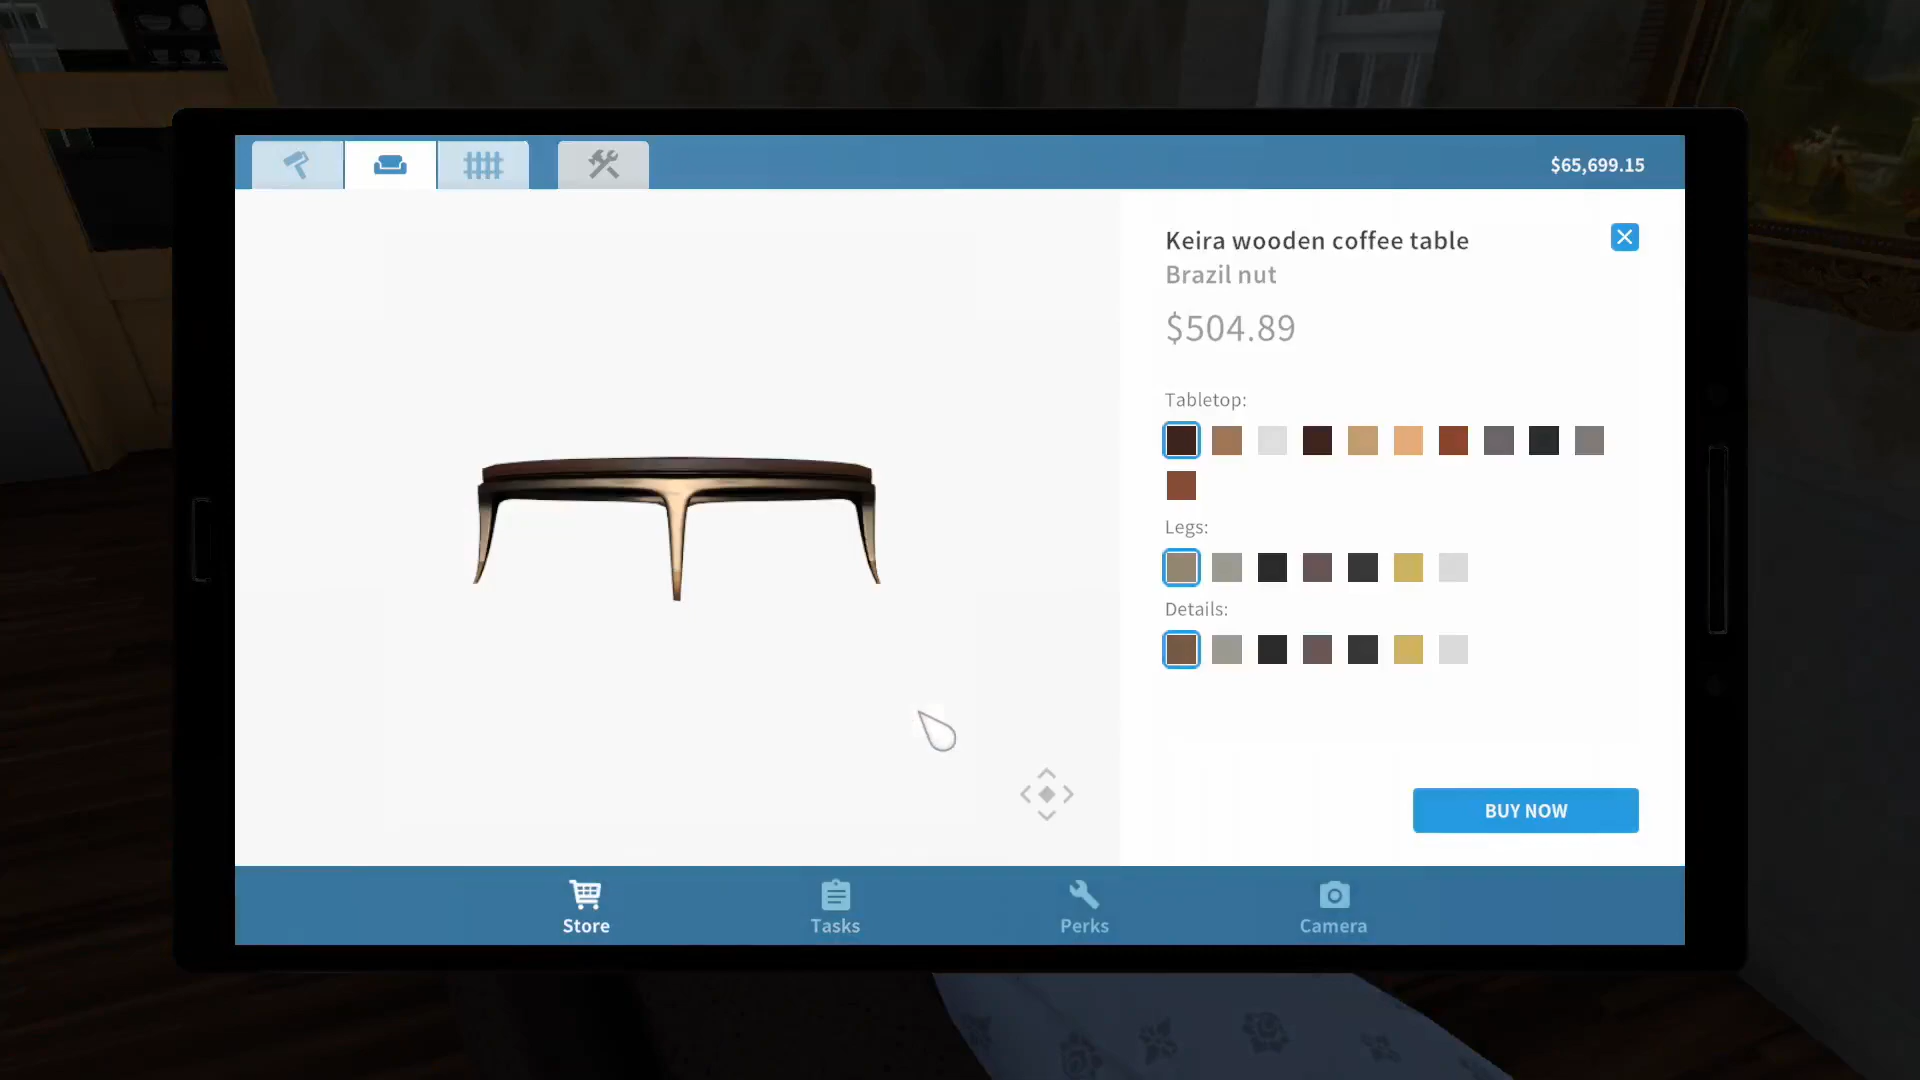 $65,699.15
Keira wooden coffee table
Brazil nut
$504.89
Tabletop:
Legs:
Details:
BUY NOW
Store
Tasks
Perks
Camera